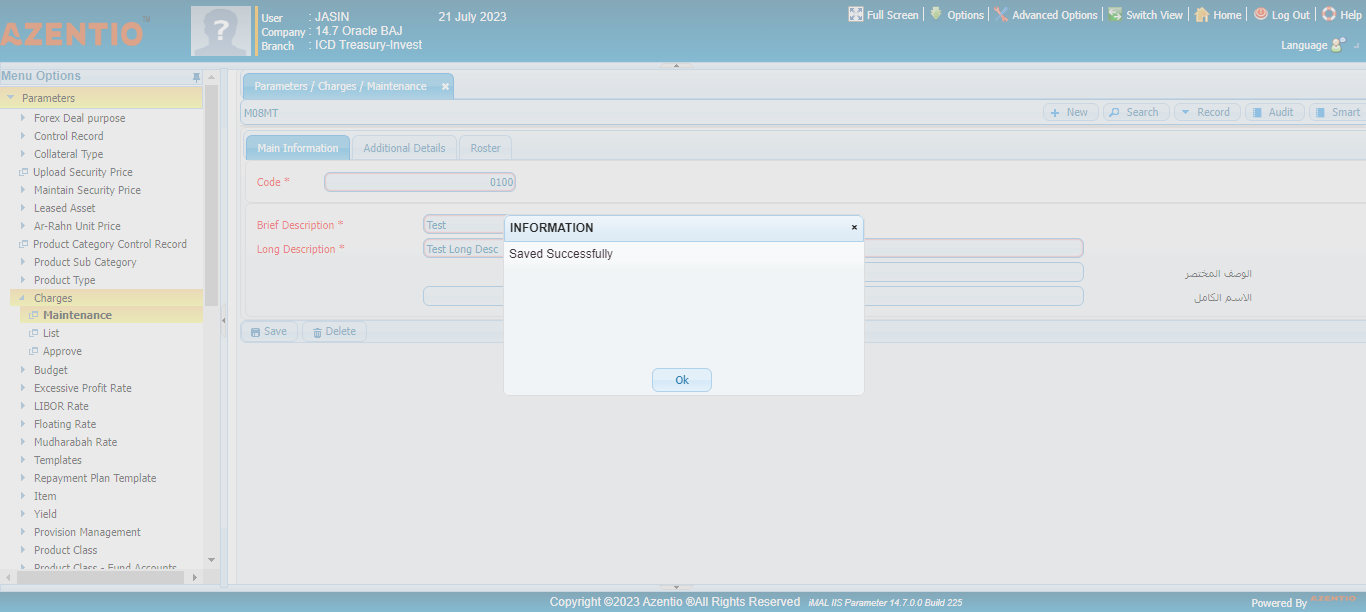 AZENTIO™
?
User : JASIN 21 July 2023
Company : 14.7 Oracle BAJ
Branch : ICD Treasury-Invest
Full Screen Options Advanced Options Switch View Home Log Out Help
Language
Menu Options
Parameters
Forex Deal purpose
Control Record
Collateral Type
Upload Security Price
Maintain Security Price
Leased Asset
Ar-Rahn Unit Price
Product Category Control Record
Product Sub Category
Product Type
Charges
Maintenance
List
Approve
Budget
Excessive Profit Rate
LIBOR Rate
Floating Rate
Mudharabah Rate
Templates
Repayment Plan Template
Item
Yield
Provision Management
Product Class
Product Class - Fund Accounts
Parameters / Charges / Maintenance
M08MT
New Search Record Audit Smart
Main Information Additional Details Roster
Code * 0100
Brief Description * Test
Long Description * Test Long Desc
الوصف المختصر
الاسم الكامل
Save Delete
INFORMATION
Saved Successfully
Ok
Copyright ©2023 Azentio ®All Rights Reserved iMAL IIS Parameter 14.7.0.0 Build 225
Powered By AZENTIO